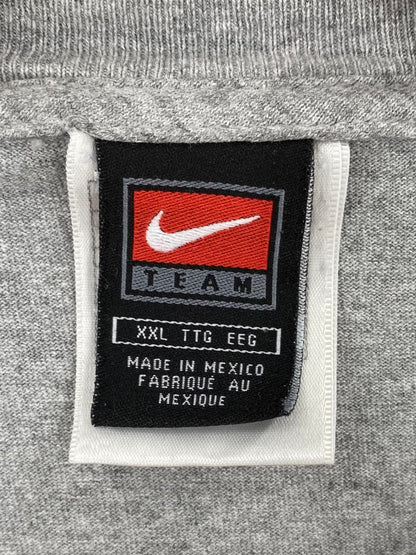 TEAM
XXL TTG EEG
MADE IN MEXICO
FABRIQUÉ AU
MEXIQUE